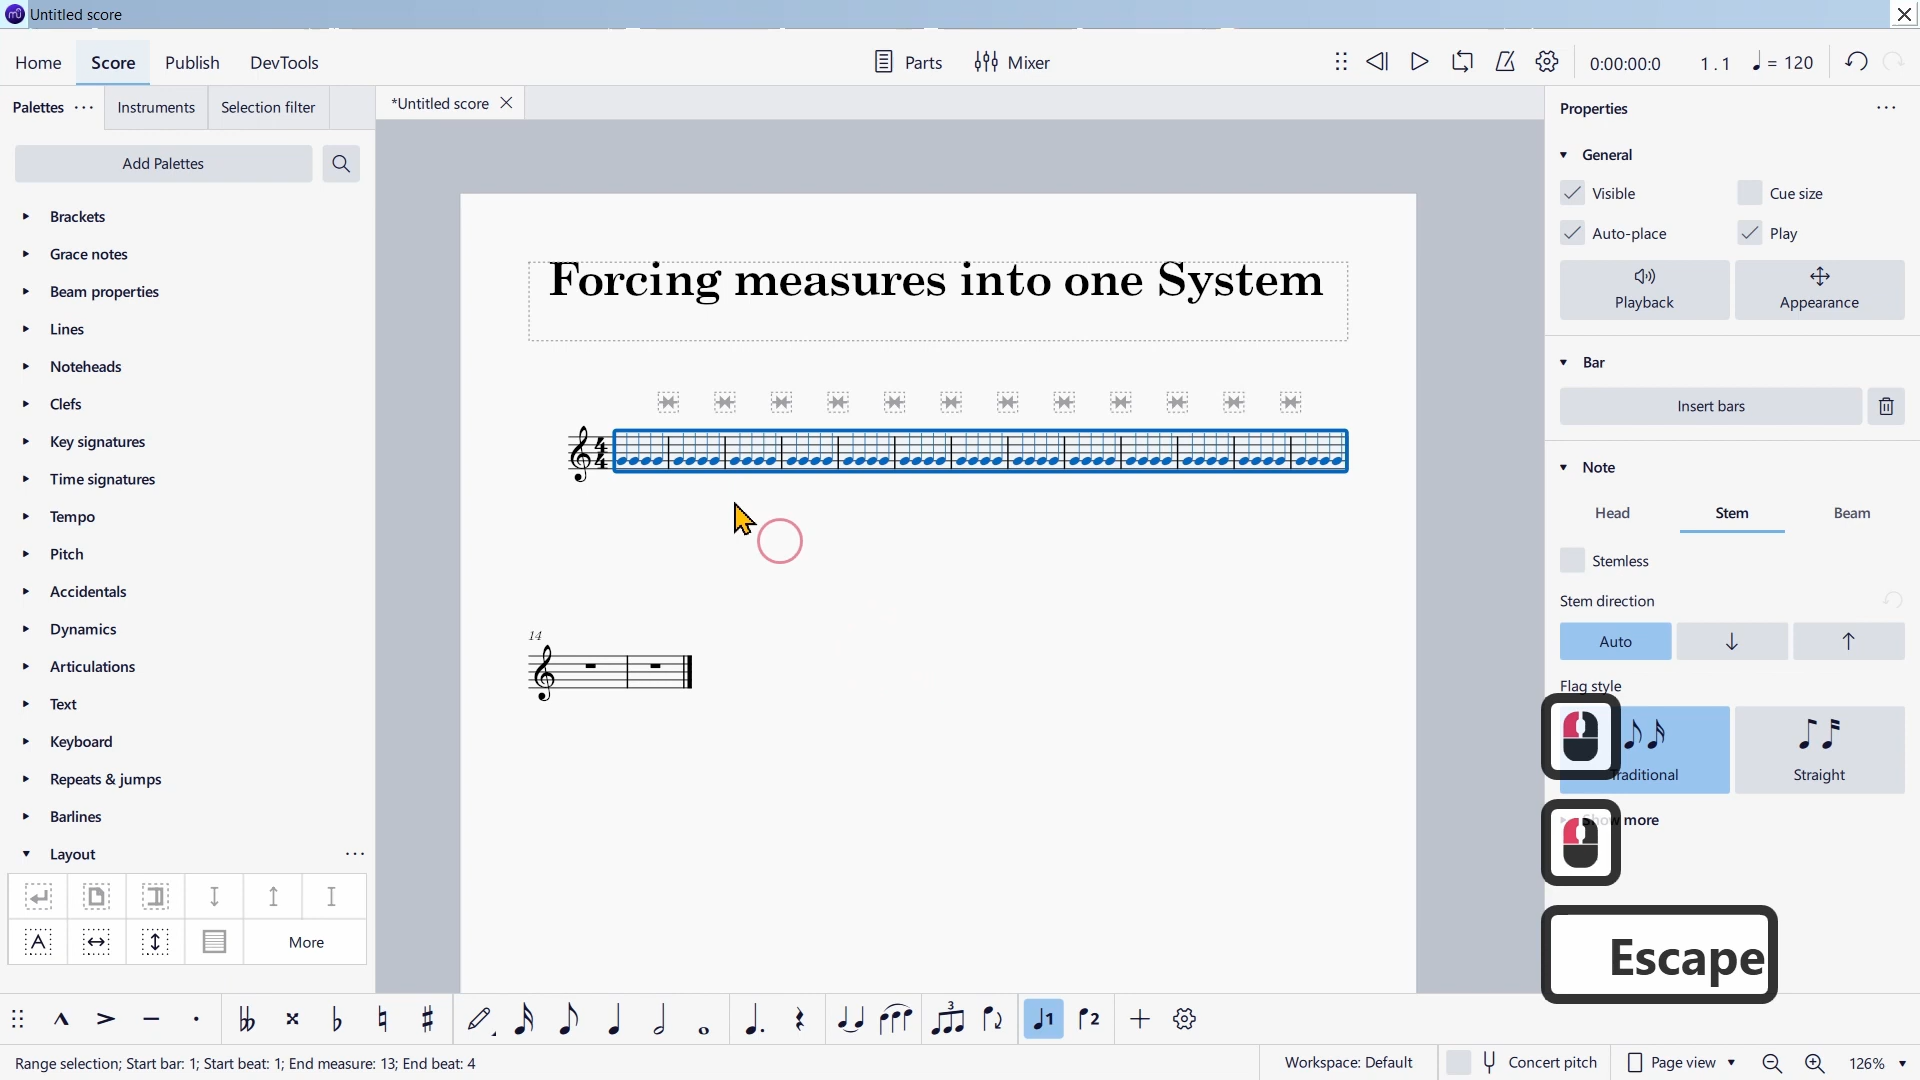 Untitled score
Home Score Publish DevTools Parts Mixer 0:00:00:0 1 . 1 = 120
Palettes Instruments Selection filter *Untitled score Properties
Add Palettes
Brackets
Grace notes
Beam properties
Lines
Noteheads
Clefs
Key signatures
Time signatures
Tempo
Pitch
Accidentals
Dynamics
Articulations
Text
Keyboard
Repeats & jumps
Barlines
Layout
More
Forcing measures into one System
14
General
Visible Cue size
Auto-place Play
Playback Appearance
Bar
Insert bars
Note
Head Stem Beam
Stemless
Stem direction
Auto
Flag style
Traditional Straight
Show more
Escape
3 1 2
Range selection; Start bar: 1; Start beat: 1; End measure: 13; End beat: 4 Workspace: Default Concert pitch Page view 126%